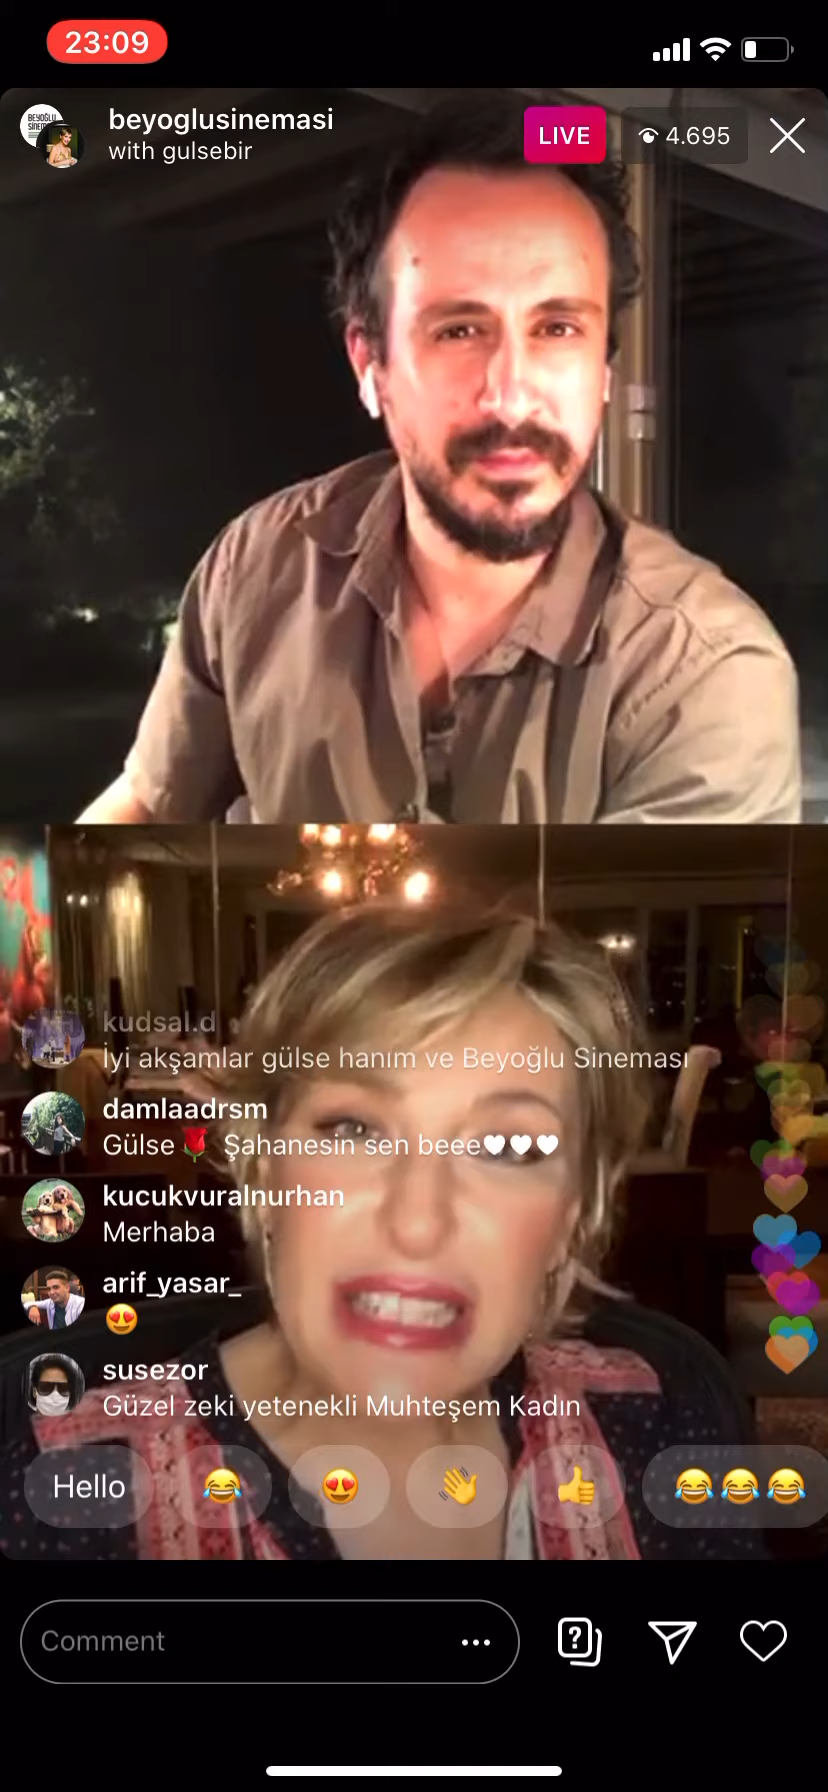 23:09
BEYOĞLU
beyoglusinemasi
with gulsebir
LIVE
4.695
kudsal.d
İyi akşamlar gülse hanım ve Beyoğlu Sineması
damlaadrsm
Gülse🌹 Şahanesin sen beee🤍🤍🤍
kucukvuralnurhan
Merhaba
arif_yasar_
😍
susezor
Güzel zeki yetenekli Muhteşem Kadın
Hello 😂 😍 👋 👍 😂😂😂
Comment